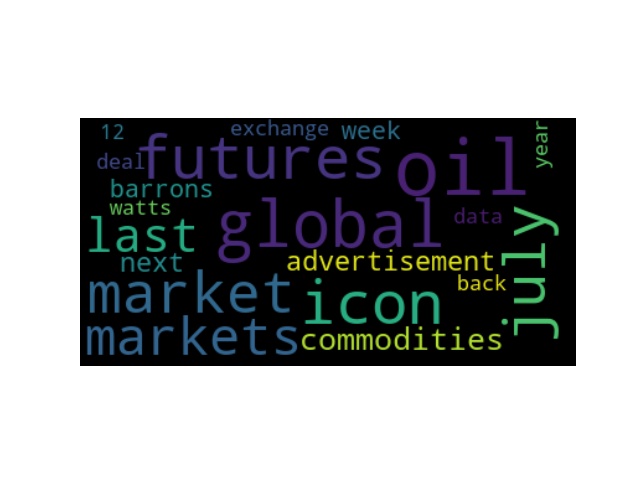 12 exchange week
deal futures oil year
barrons
watts global data
last
next advertisement july
market icon back
markets commodities